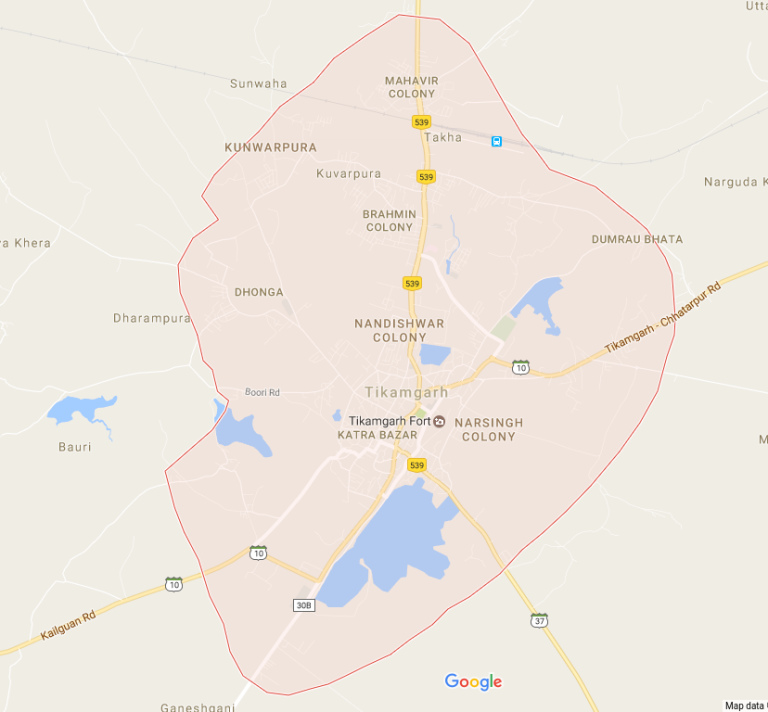 Utta
Sunwaha
MAHAVIR
COLONY
539
Takha
KUNWARPURA
Kuvarpura
539
Narguda K
BRAHMIN
COLONY
DUMRAU BHATA
a Khera
539
DHONGA
Tikamgarh - Chhatarpur Rd
Dharampura
NANDISHWAR
COLONY
10
Boori Rd
Tikamgarh
Tikamgarh Fort
KATRA BAZAR
NARSINGH
COLONY
Bauri
M
539
10
10
30B
37
Kailguan Rd
Google
Ganeshganj
Map data